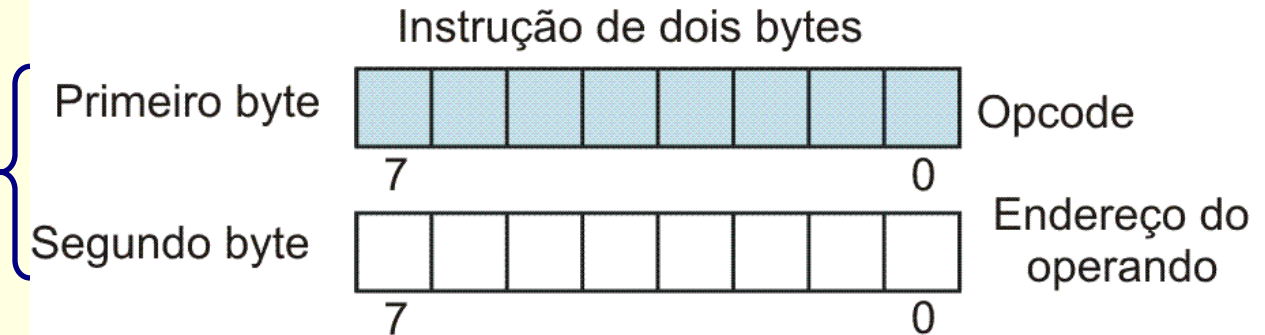 Instrução de dois bytes
Primeiro byte
Opcode
7 0
Segundo byte
Endereço do
operando
7 0